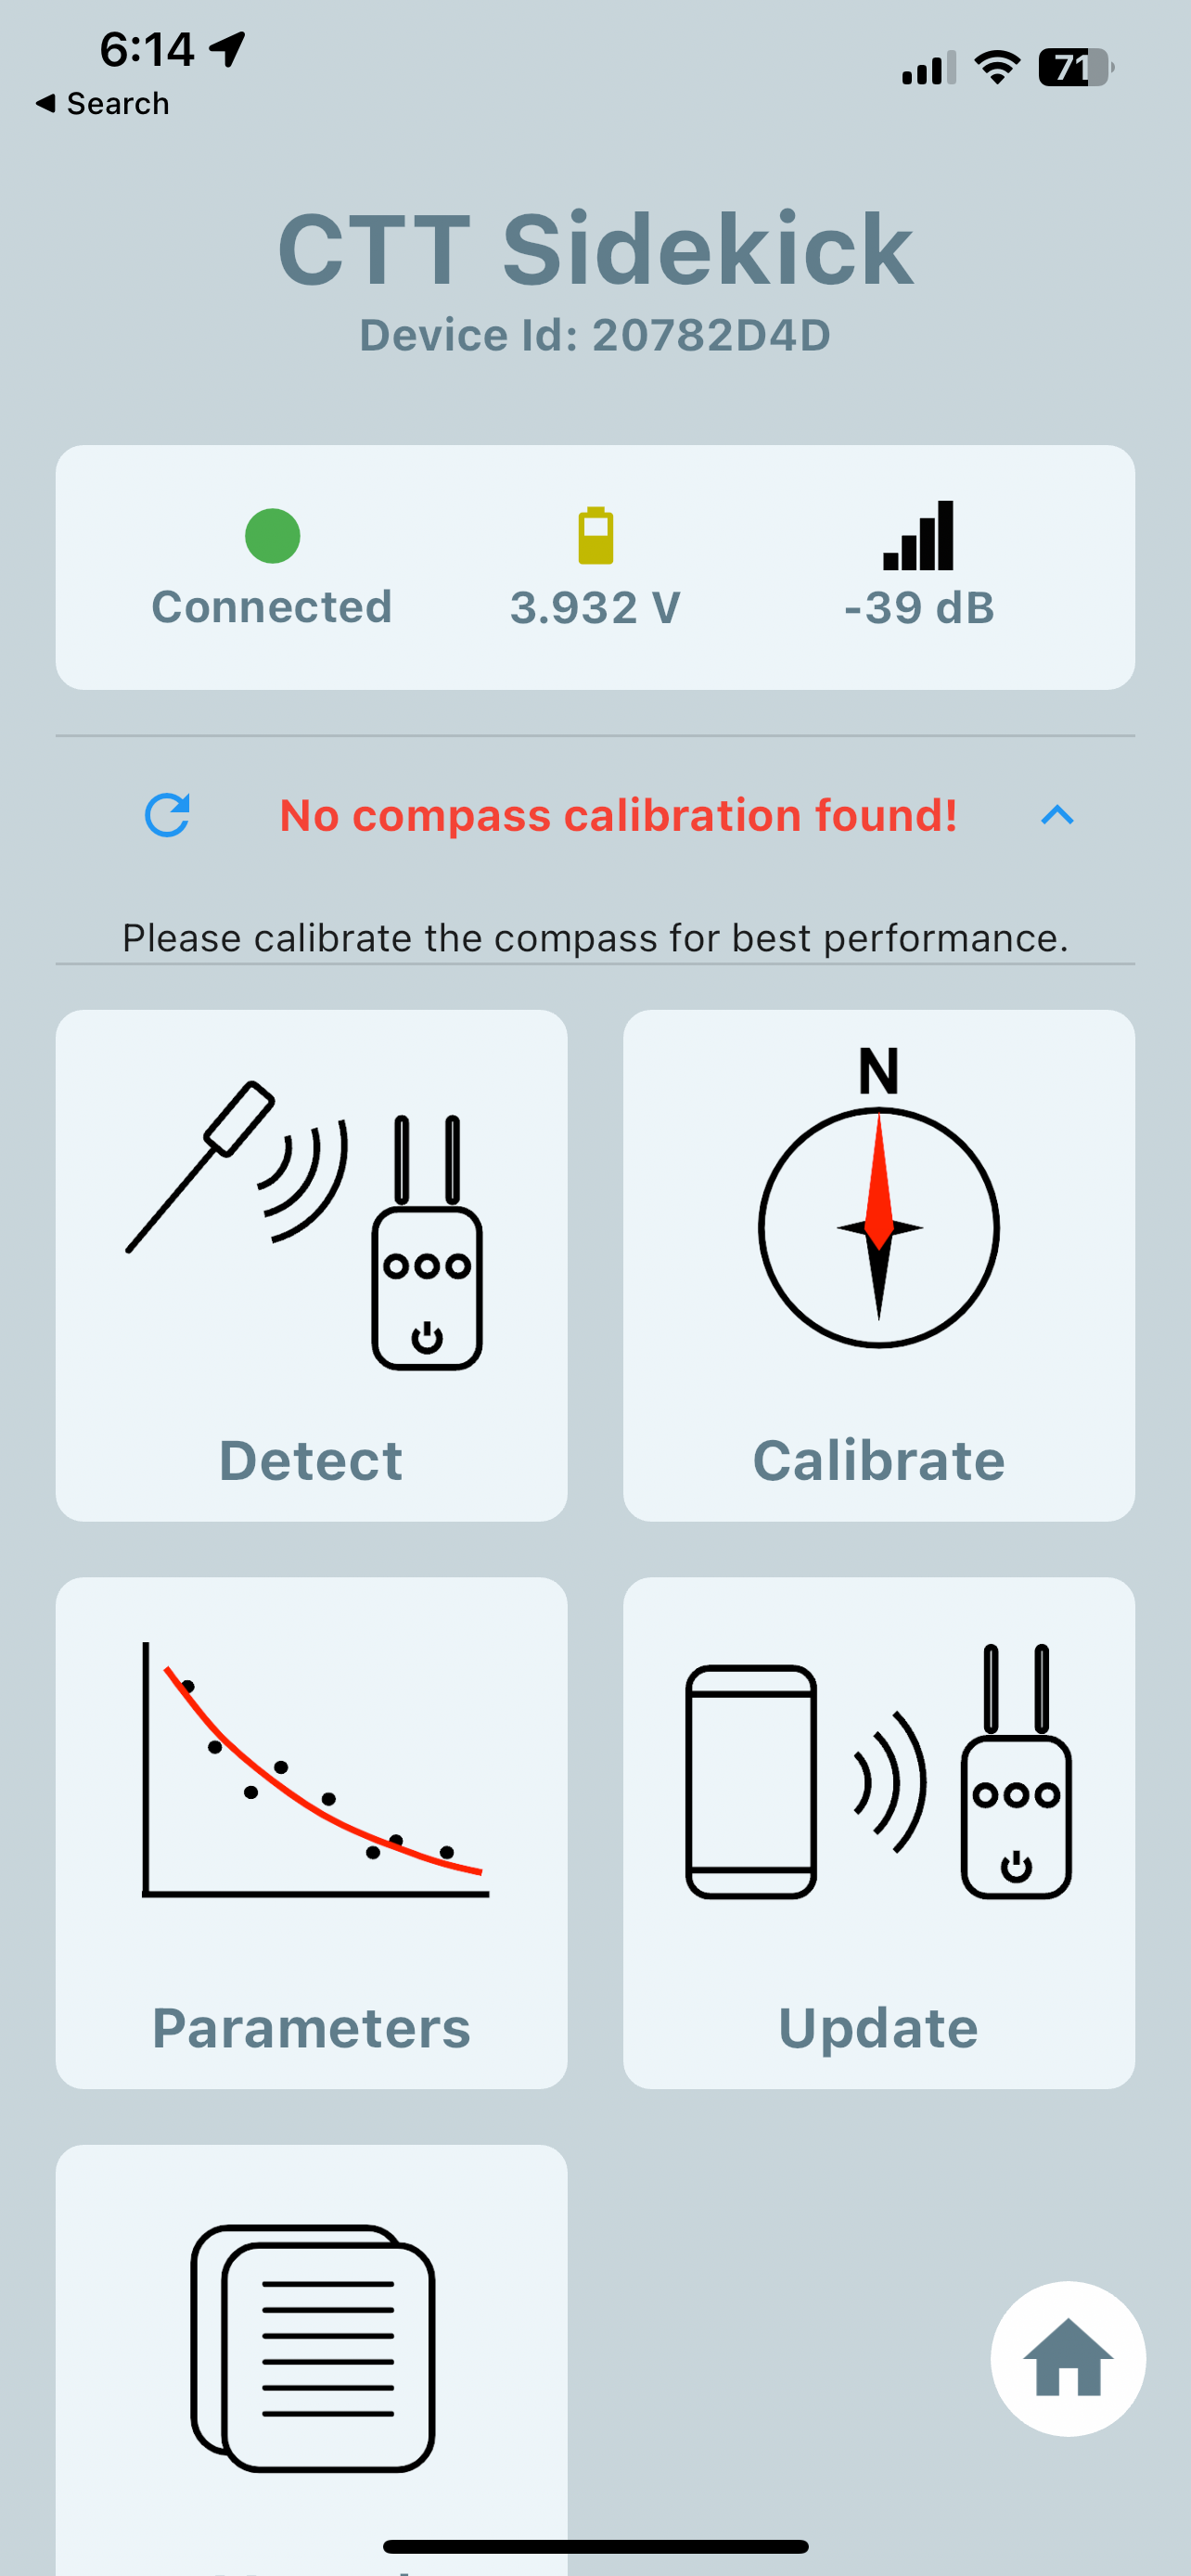 6:14
71
Search
CTT Sidekick
Device Id: 20782D4D
Connected
3.932 V
-39 dB
No compass calibration found!
Please calibrate the compass for best performance.
N
Detect
Calibrate
Parameters
Update